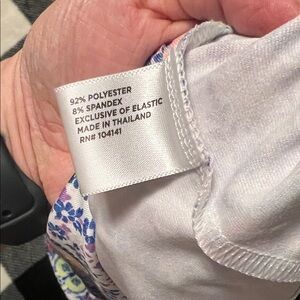 92% POLYESTER
8% SPANDEX
EXCLUSIVE OF ELASTIC
MADE IN THAILAND
RN# 104141